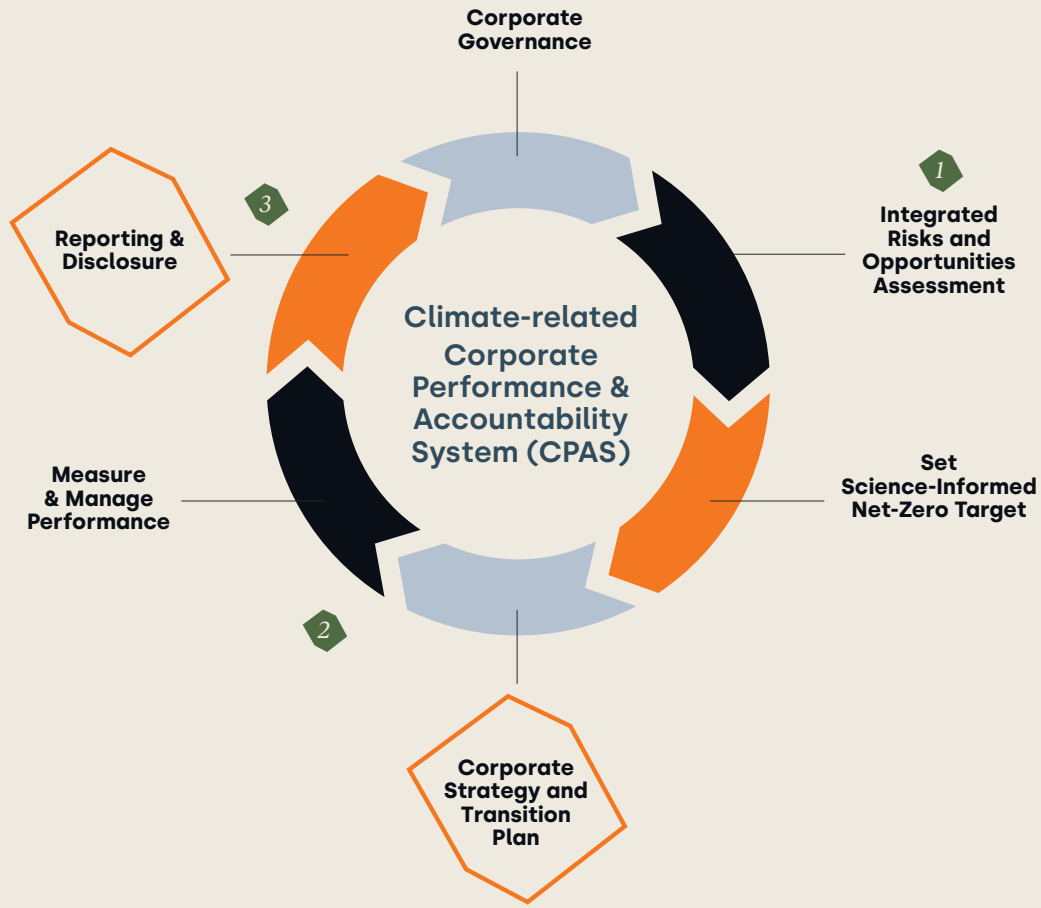 Corporate
Governance
1
Integrated
Risks and
Opportunities
Assessment
3
Reporting &
Disclosure
Climate-related
Corporate
Performance &
Accountability
System (CPAS)
Set
Science-Informed
Net-Zero Target
Measure
& Manage
Performance
2
Corporate
Strategy and
Transition
Plan